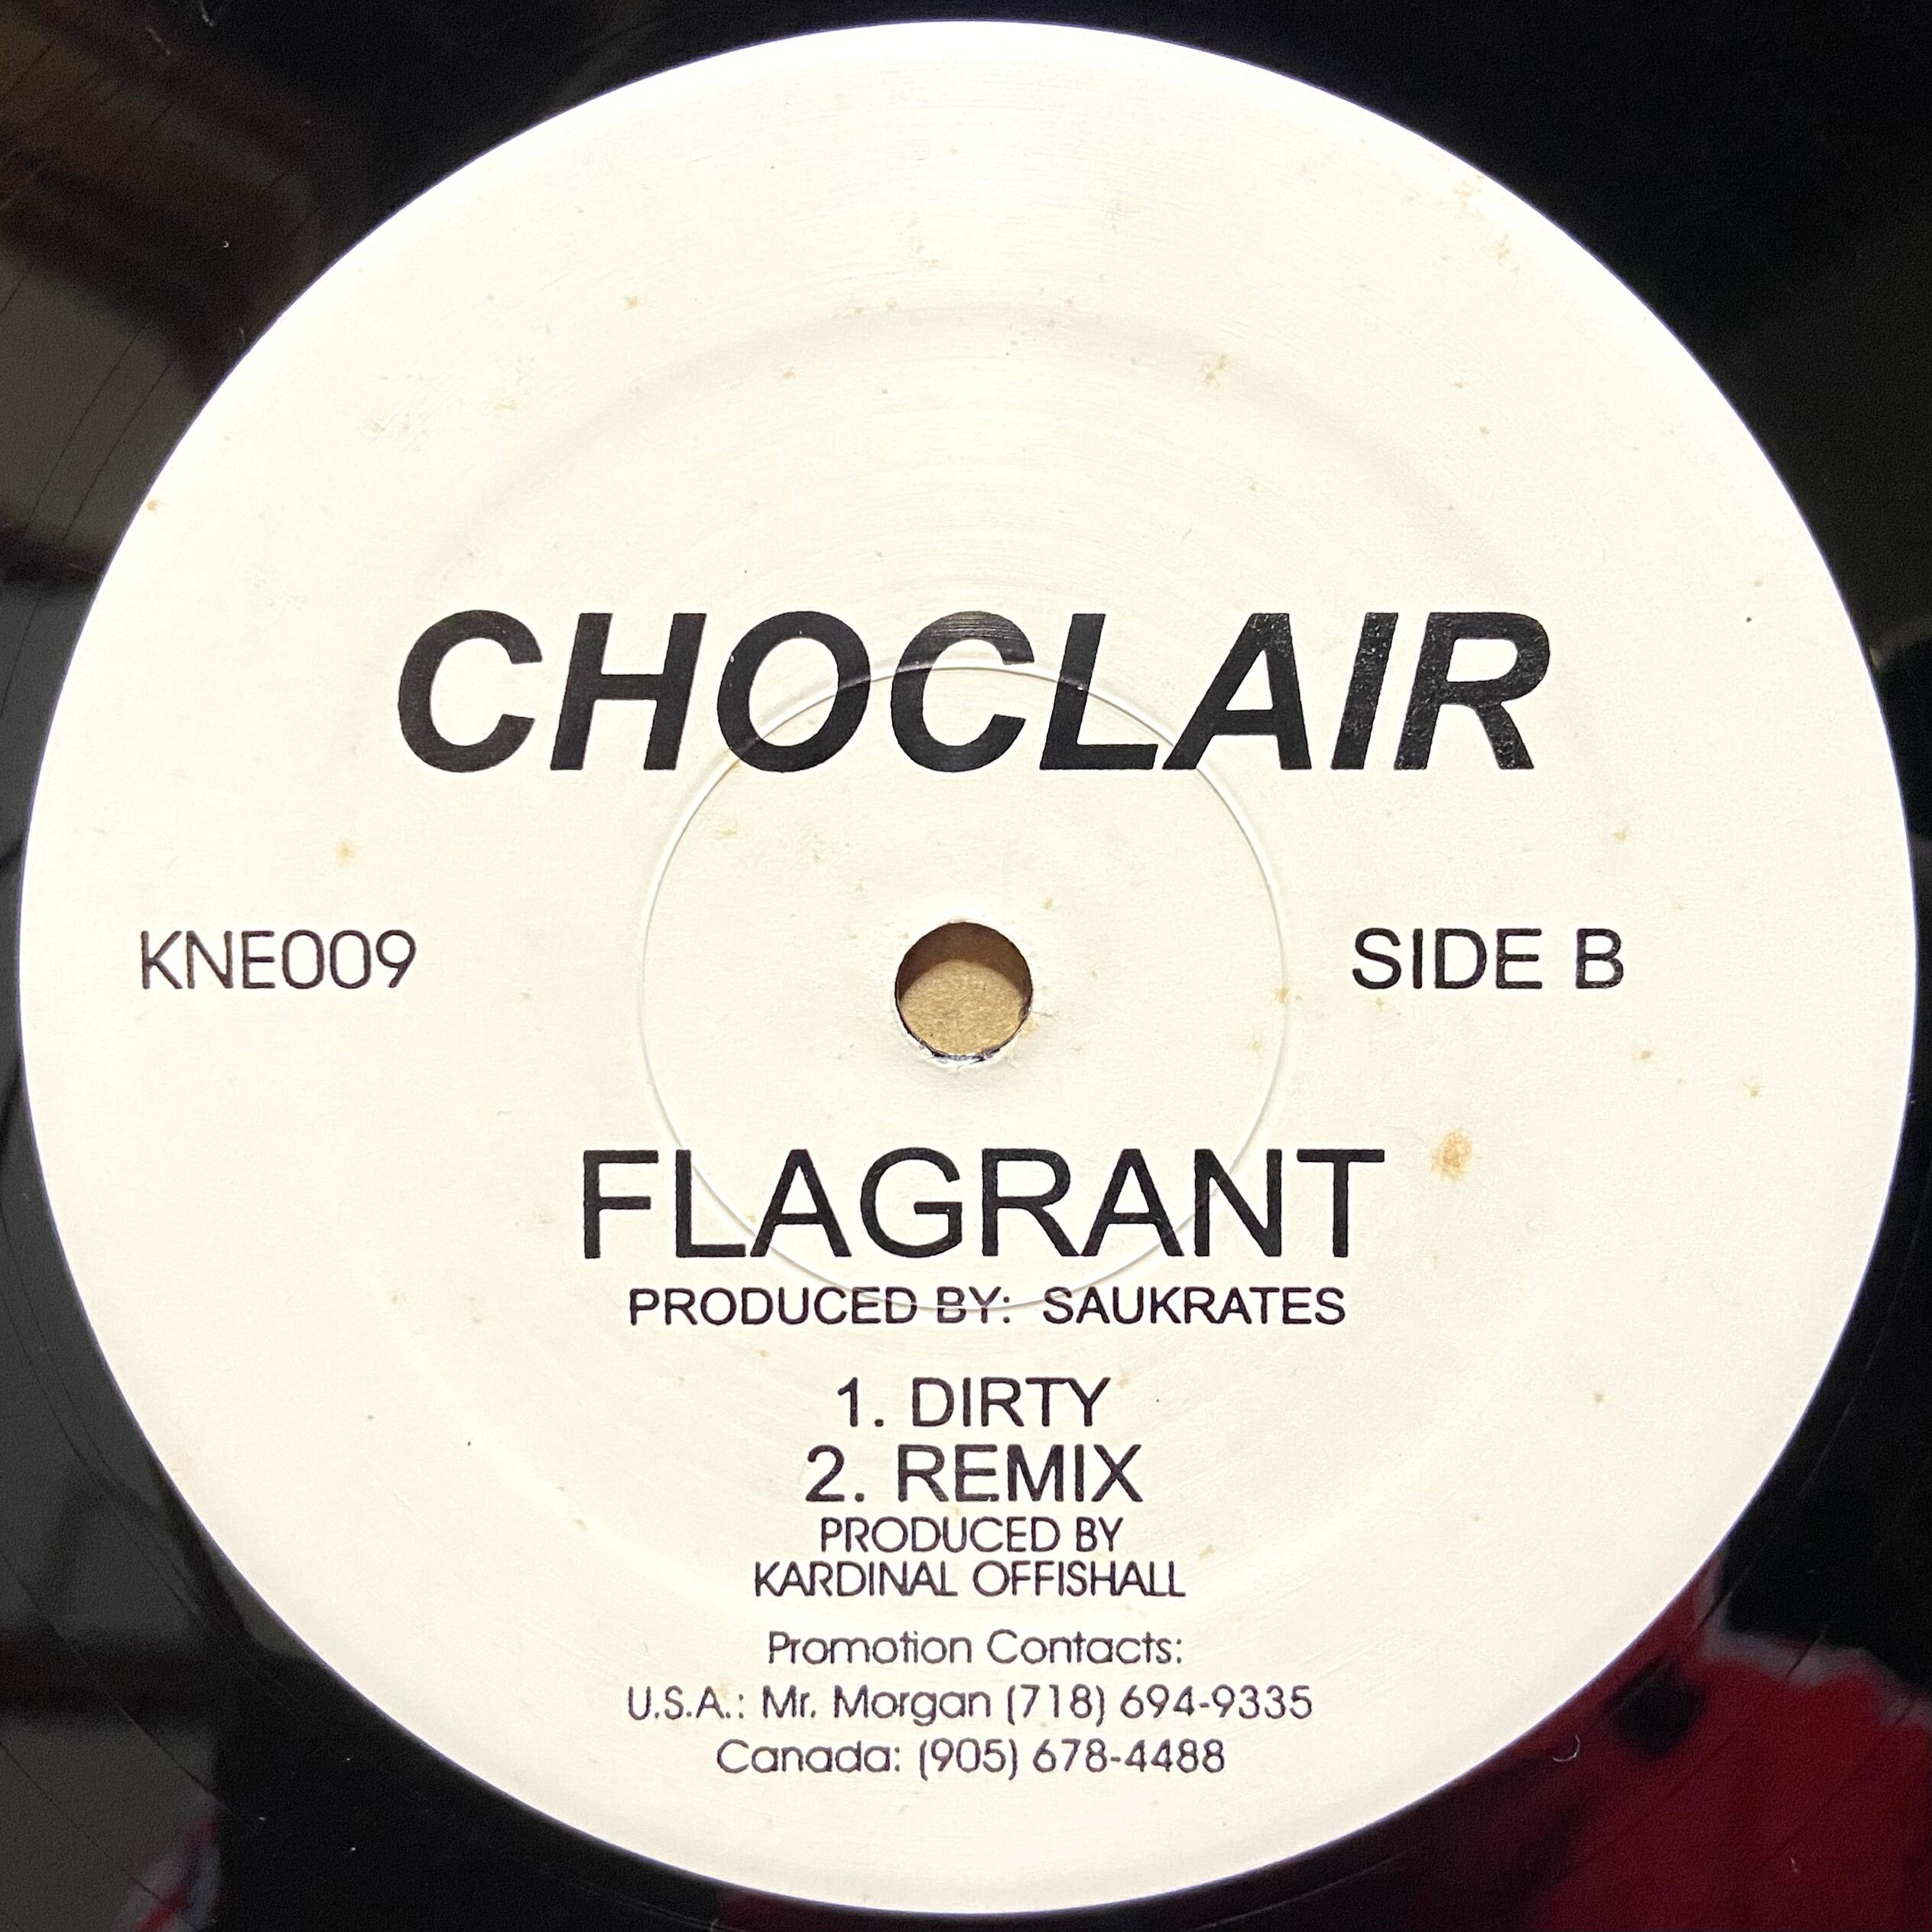 CHOCLAIR
KNE009
SIDE B
FLAGRANT
PRODUCED BY: SAUKRATES
1. DIRTY
2. REMIX
PRODUCED BY
KARDINAL OFFISHALL
Promotion Contacts:
U.S.A.: Mr. Morgan (718) 694-9335
Canada: (905) 678-4488